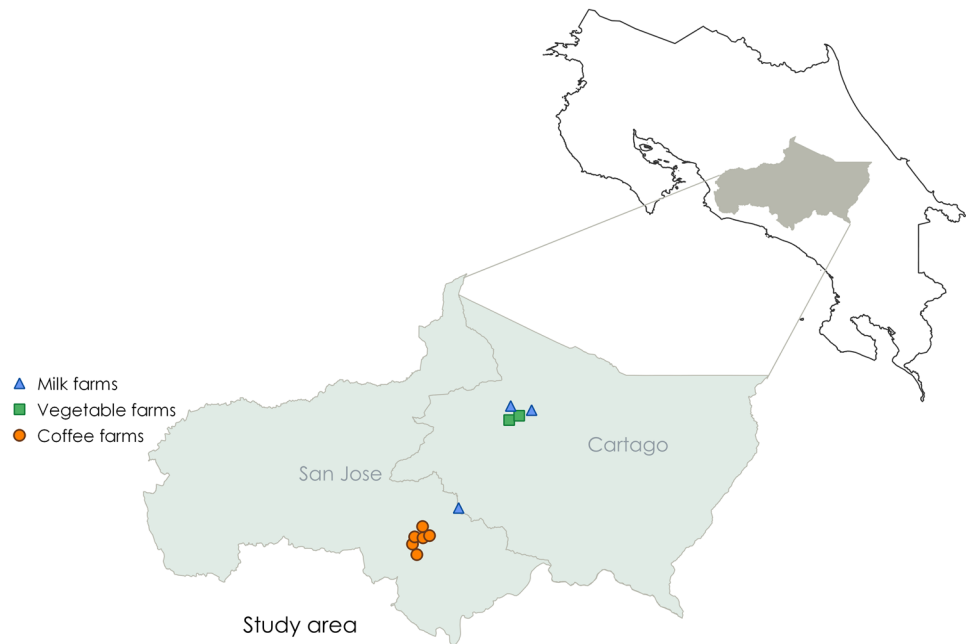 Milk farms
Vegetable farms
Coffee farms
San Jose
Cartago
Study area